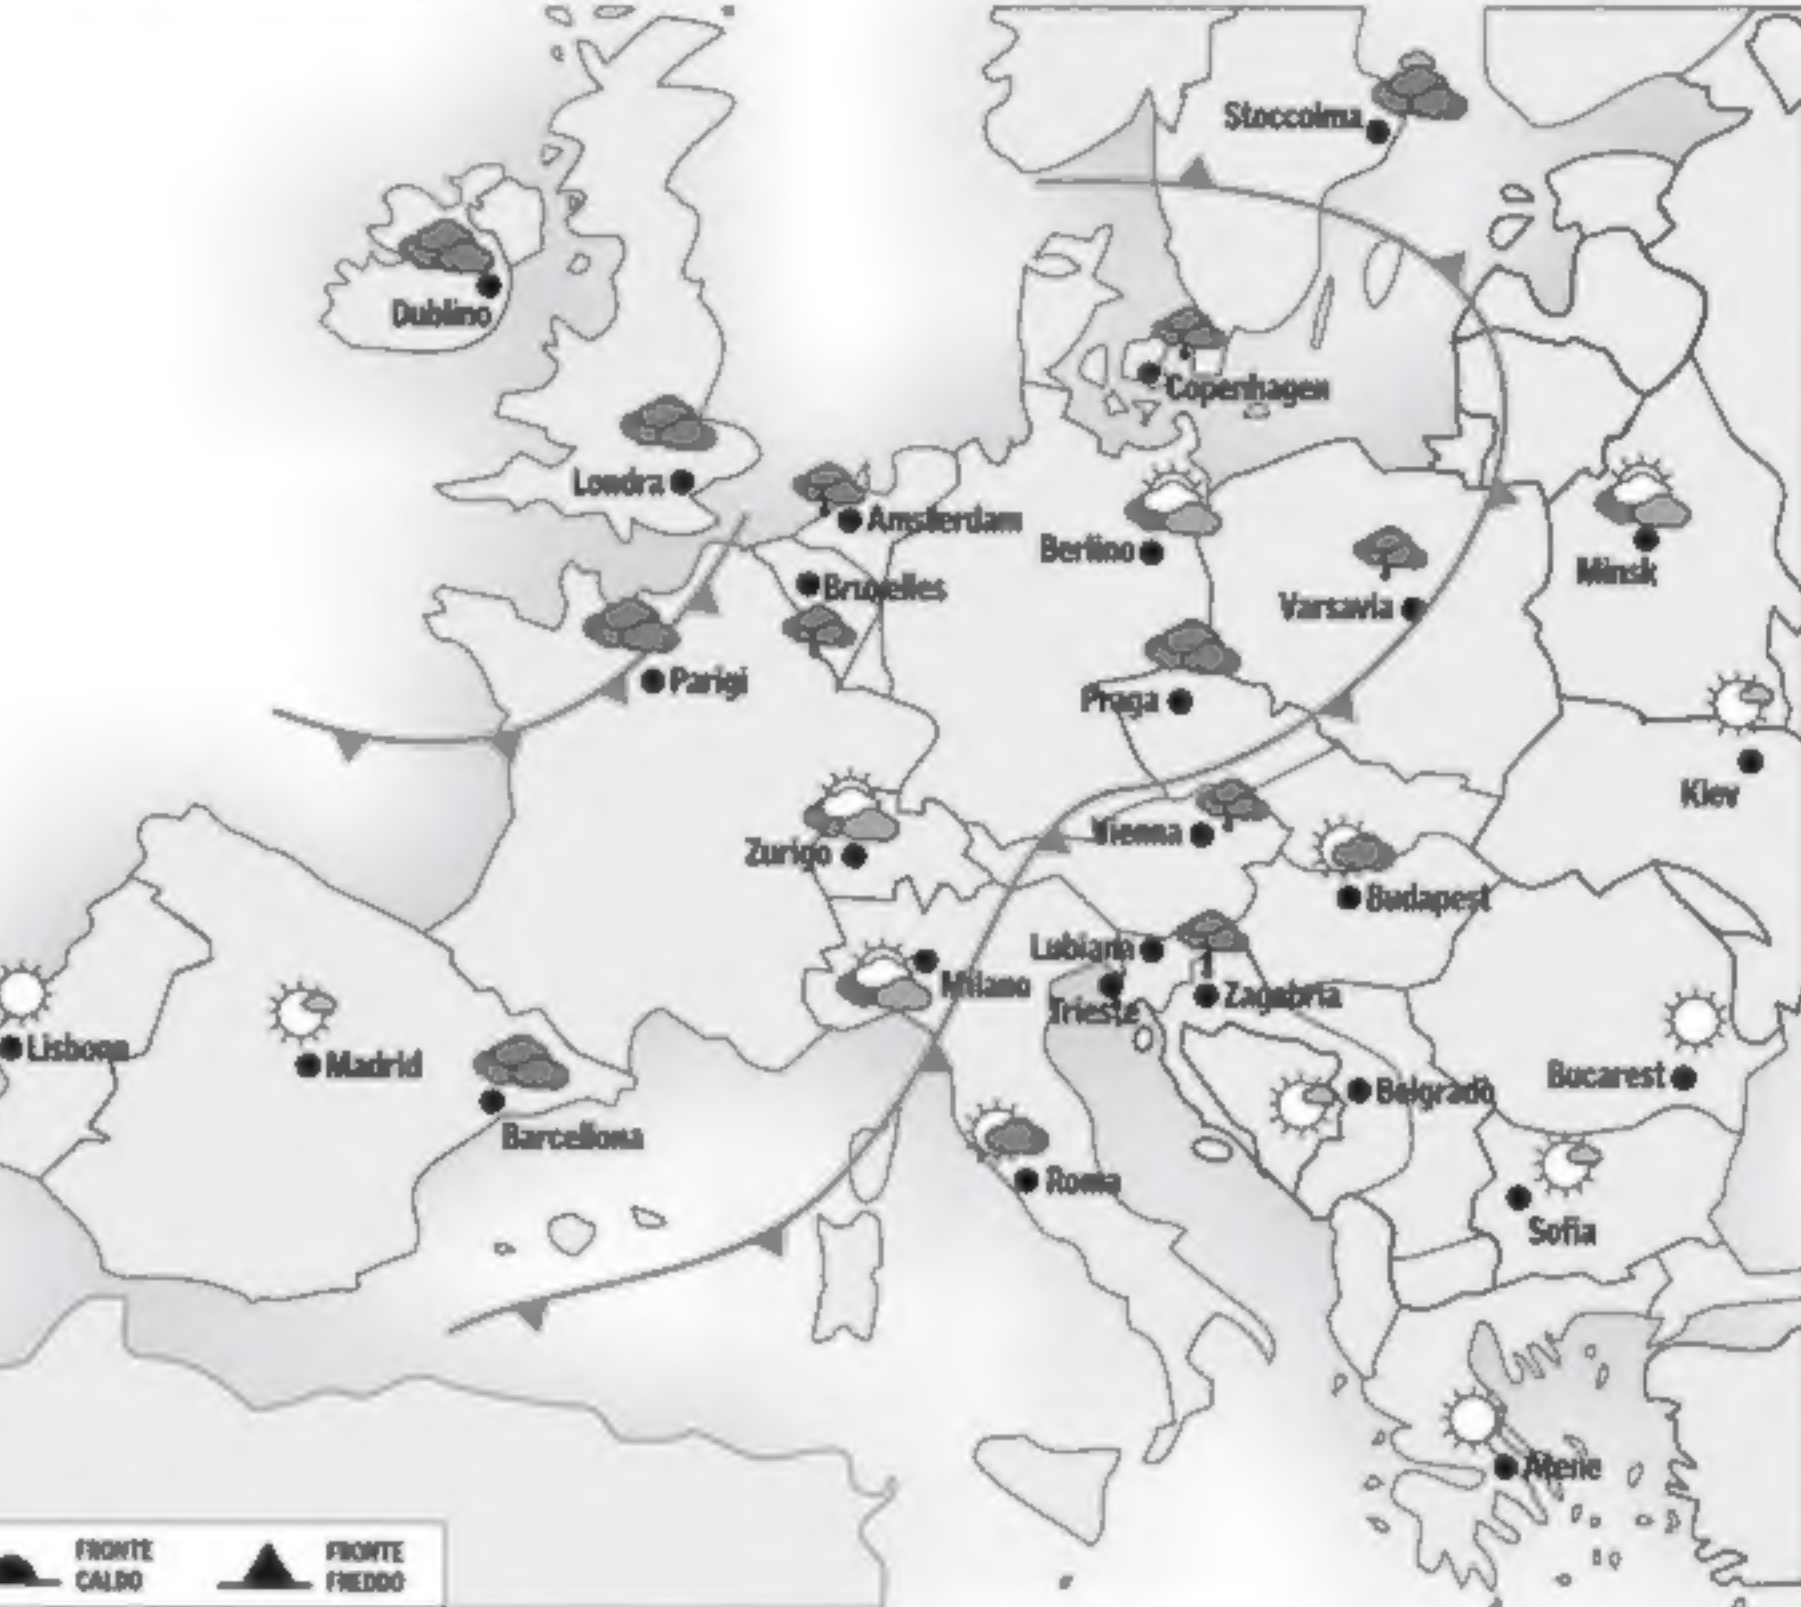 Stoccolma
Dublino
Copenhagen
Londra
Amsterdam
Berlino
Minsk
Bruxelles
Varsavia
Parigi
Praga
Kiev
Vienna
Zurigo
Budapest
Lubiana
Milano
Zagabria
Trieste
Lisbona
Madrid
Bucarest
Belgrado
Barcellona
Roma
Sofia
Atene
FRONTE
CALDO
FRONTE
FREDDO